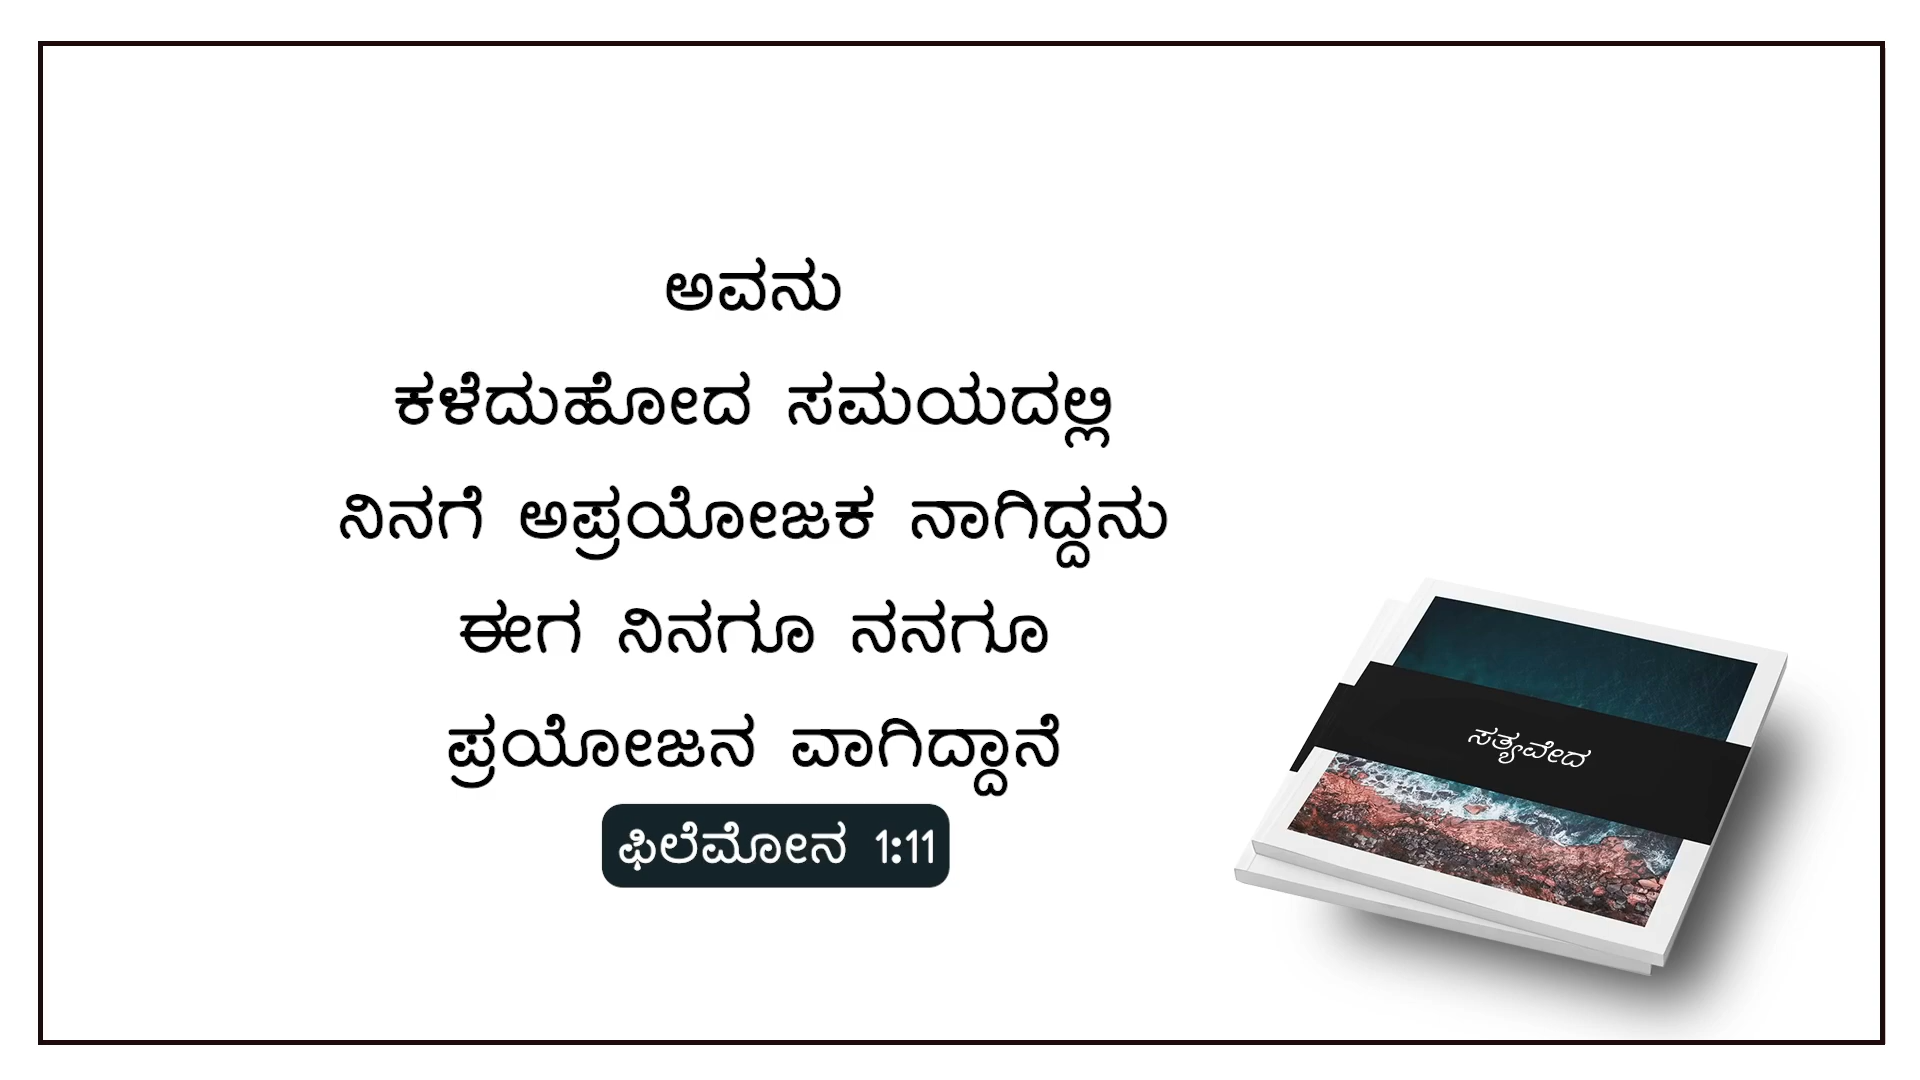 ಅವನು
ಕಳೆದುಹೋದ ಸಮಯದಲ್ಲಿ
ನಿನಗೆ ಅಪ್ರಯೋಜಕ ನಾಗಿದ್ದನು
ಈಗ ನಿನಗೂ ನನಗೂ
ಪ್ರಯೋಜನ ವಾಗಿದ್ದಾನೆ
ಫಿಲೆಮೋನ 1:11
ಸತ್ಯವೇದ